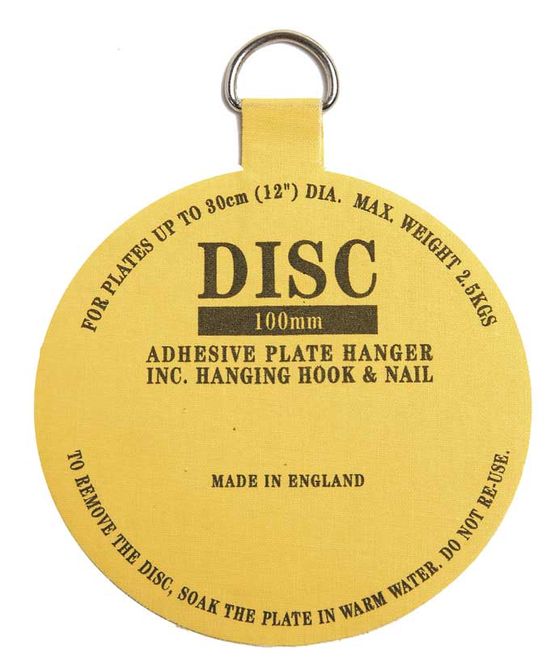 FOR PLATES UP TO 30cm (12") DIA. MAX. WEIGHT 2.5KGS
DISC
100mm
ADHESIVE PLATE HANGER
INC. HANGING HOOK & NAIL
MADE IN ENGLAND
TO REMOVE THE DISC, SOAK THE PLATE IN WARM WATER. DO NOT RE-USE.